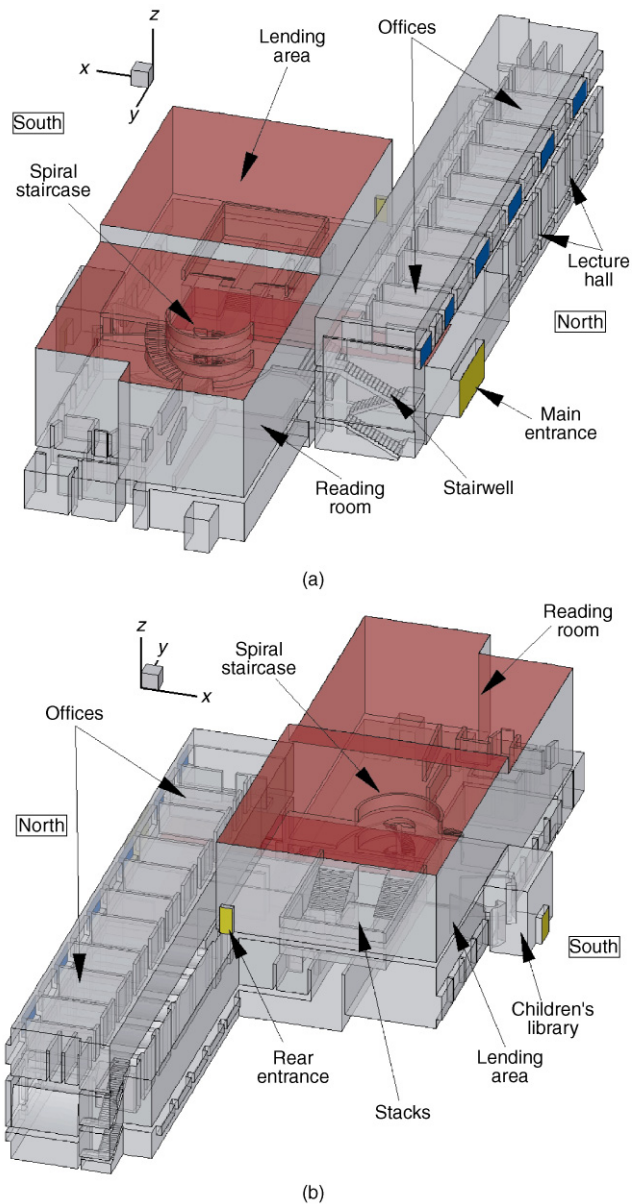 z
x
y
South
Lending
area
Offices
Spiral
staircase
Lecture
hall
North
Main
entrance
Stairwell
Reading
room
(a)
Reading
room
z
y
x
Spiral
staircase
Offices
North
South
Children's
library
Rear
entrance
Lending
area
Stacks
(b)